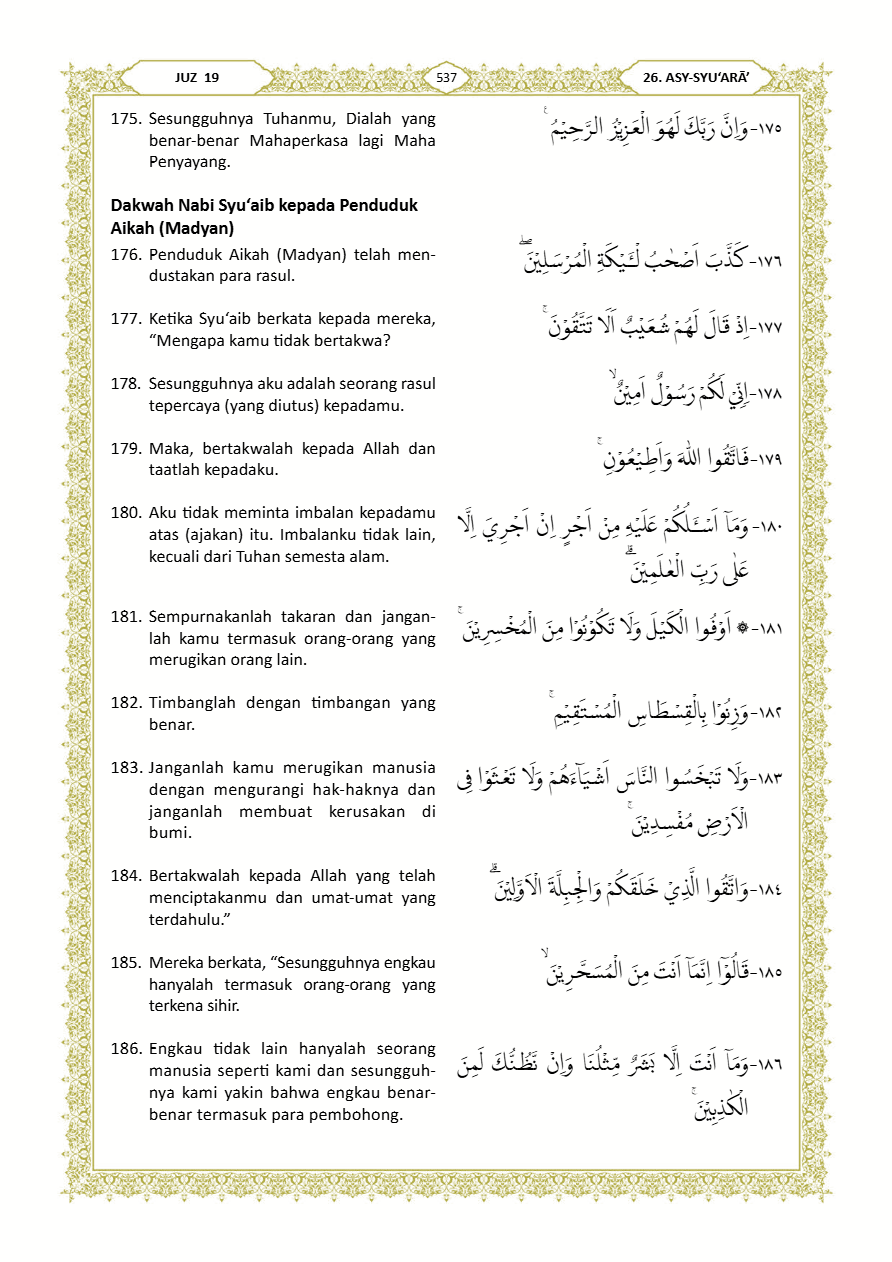 JUZ 19
537
26. ASY-SYU‘ARĀ’
175. Sesungguhnya Tuhanmu, Dialah yang
benar-benar Mahaperkasa lagi Maha
Penyayang.
١٧٥-وَاِنَّ رَبَّكَ لَهُوَ الْعَزِيْزُ الرَّحِيْمُ ࣖ
Dakwah Nabi Syu‘aib kepada Penduduk
Aikah (Madyan)
176. Penduduk Aikah (Madyan) telah men-
dustakan para rasul.
١٧٦-كَذَّبَ اَصْحٰبُ لْـَٔيْكَةِ الْمُرْسَلِيْنَ ۖ
177. Ketika Syu‘aib berkata kepada mereka,
“Mengapa kamu tidak bertakwa?
١٧٧-اِذْ قَالَ لَهُمْ شُعَيْبٌ اَلَا تَتَّقُوْنَ ۚ
178. Sesungguhnya aku adalah seorang rasul
tepercaya (yang diutus) kepadamu.
١٧٨-اِنِّيْ لَكُمْ رَسُوْلٌ اَمِيْنٌ ۙ
179. Maka, bertakwalah kepada Allah dan
taatlah kepadaku.
١٧٩-فَاتَّقُوا اللّٰهَ وَاَطِيْعُوْنِ ۚ
180. Aku tidak meminta imbalan kepadamu
atas (ajakan) itu. Imbalanku tidak lain,
kecuali dari Tuhan semesta alam.
١٨٠-وَمَآ اَسْـَٔلُكُمْ عَلَيْهِ مِنْ اَجْرٍ اِنْ اَجْرِيَ اِلَّا
عَلٰى رَبِّ الْعٰلَمِيْنَ ۗ
181. Sempurnakanlah takaran dan jangan-
lah kamu termasuk orang-orang yang
merugikan orang lain.
١٨١-۞ اَوْفُوا الْكَيْلَ وَلَا تَكُوْنُوْا مِنَ الْمُخْسِرِيْنَ ۚ
182. Timbanglah dengan timbangan yang
benar.
١٨٢-وَزِنُوْا بِالْقِسْطَاسِ الْمُسْتَقِيْمِ ۚ
183. Janganlah kamu merugikan manusia
dengan mengurangi hak-haknya dan
janganlah membuat kerusakan di
bumi.
١٨٣-وَلَا تَبْخَسُوا النَّاسَ اَشْيَاۤءَهُمْ وَلَا تَعْثَوْا فِى
الْاَرْضِ مُفْسِدِيْنَ ۚ
184. Bertakwalah kepada Allah yang telah
menciptakanmu dan umat-umat yang
terdahulu.”
١٨٤-وَاتَّقُوا الَّذِيْ خَلَقَكُمْ وَالْجِبِلَّةَ الْاَوَّلِيْنَ ۗ
185. Mereka berkata, “Sesungguhnya engkau
hanyalah termasuk orang-orang yang
terkena sihir.
١٨٥-قَالُوْٓا اِنَّمَآ اَنْتَ مِنَ الْمُسَحَّرِيْنَ ۙ
186. Engkau tidak lain hanyalah seorang
manusia seperti kami dan sesungguh-
nya kami yakin bahwa engkau benar-
benar termasuk para pembohong.
١٨٦-وَمَآ اَنْتَ اِلَّا بَشَرٌ مِّثْلُنَا وَاِنْ نَّظُنُّكَ لَمِنَ
الْكٰذِبِيْنَ ۚ